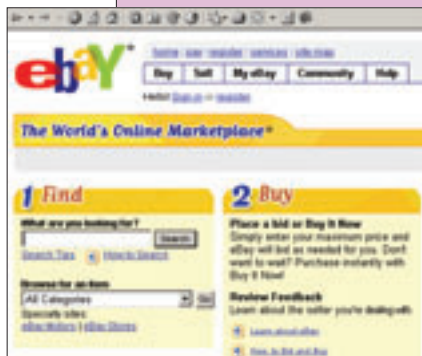 ebaY
home pay register services site map
Buy Sell My eBay Community Help
Hello! Sign in or register
The World's Online Marketplace®
1 Find
What are you looking for?
Search
Search Tips How to Search
Browse for an item
All Categories Go
Specialty sites:
eBay Motors | eBay Stores
2 Buy
Place a bid or Buy It Now
Simply enter your maximum price and
eBay will bid as needed for you. Don't
want to wait? Purchase instantly with
Buy It Now!
Review Feedback
Learn about the seller you're dealing with
Learn about eBay
How to Bid and Buy